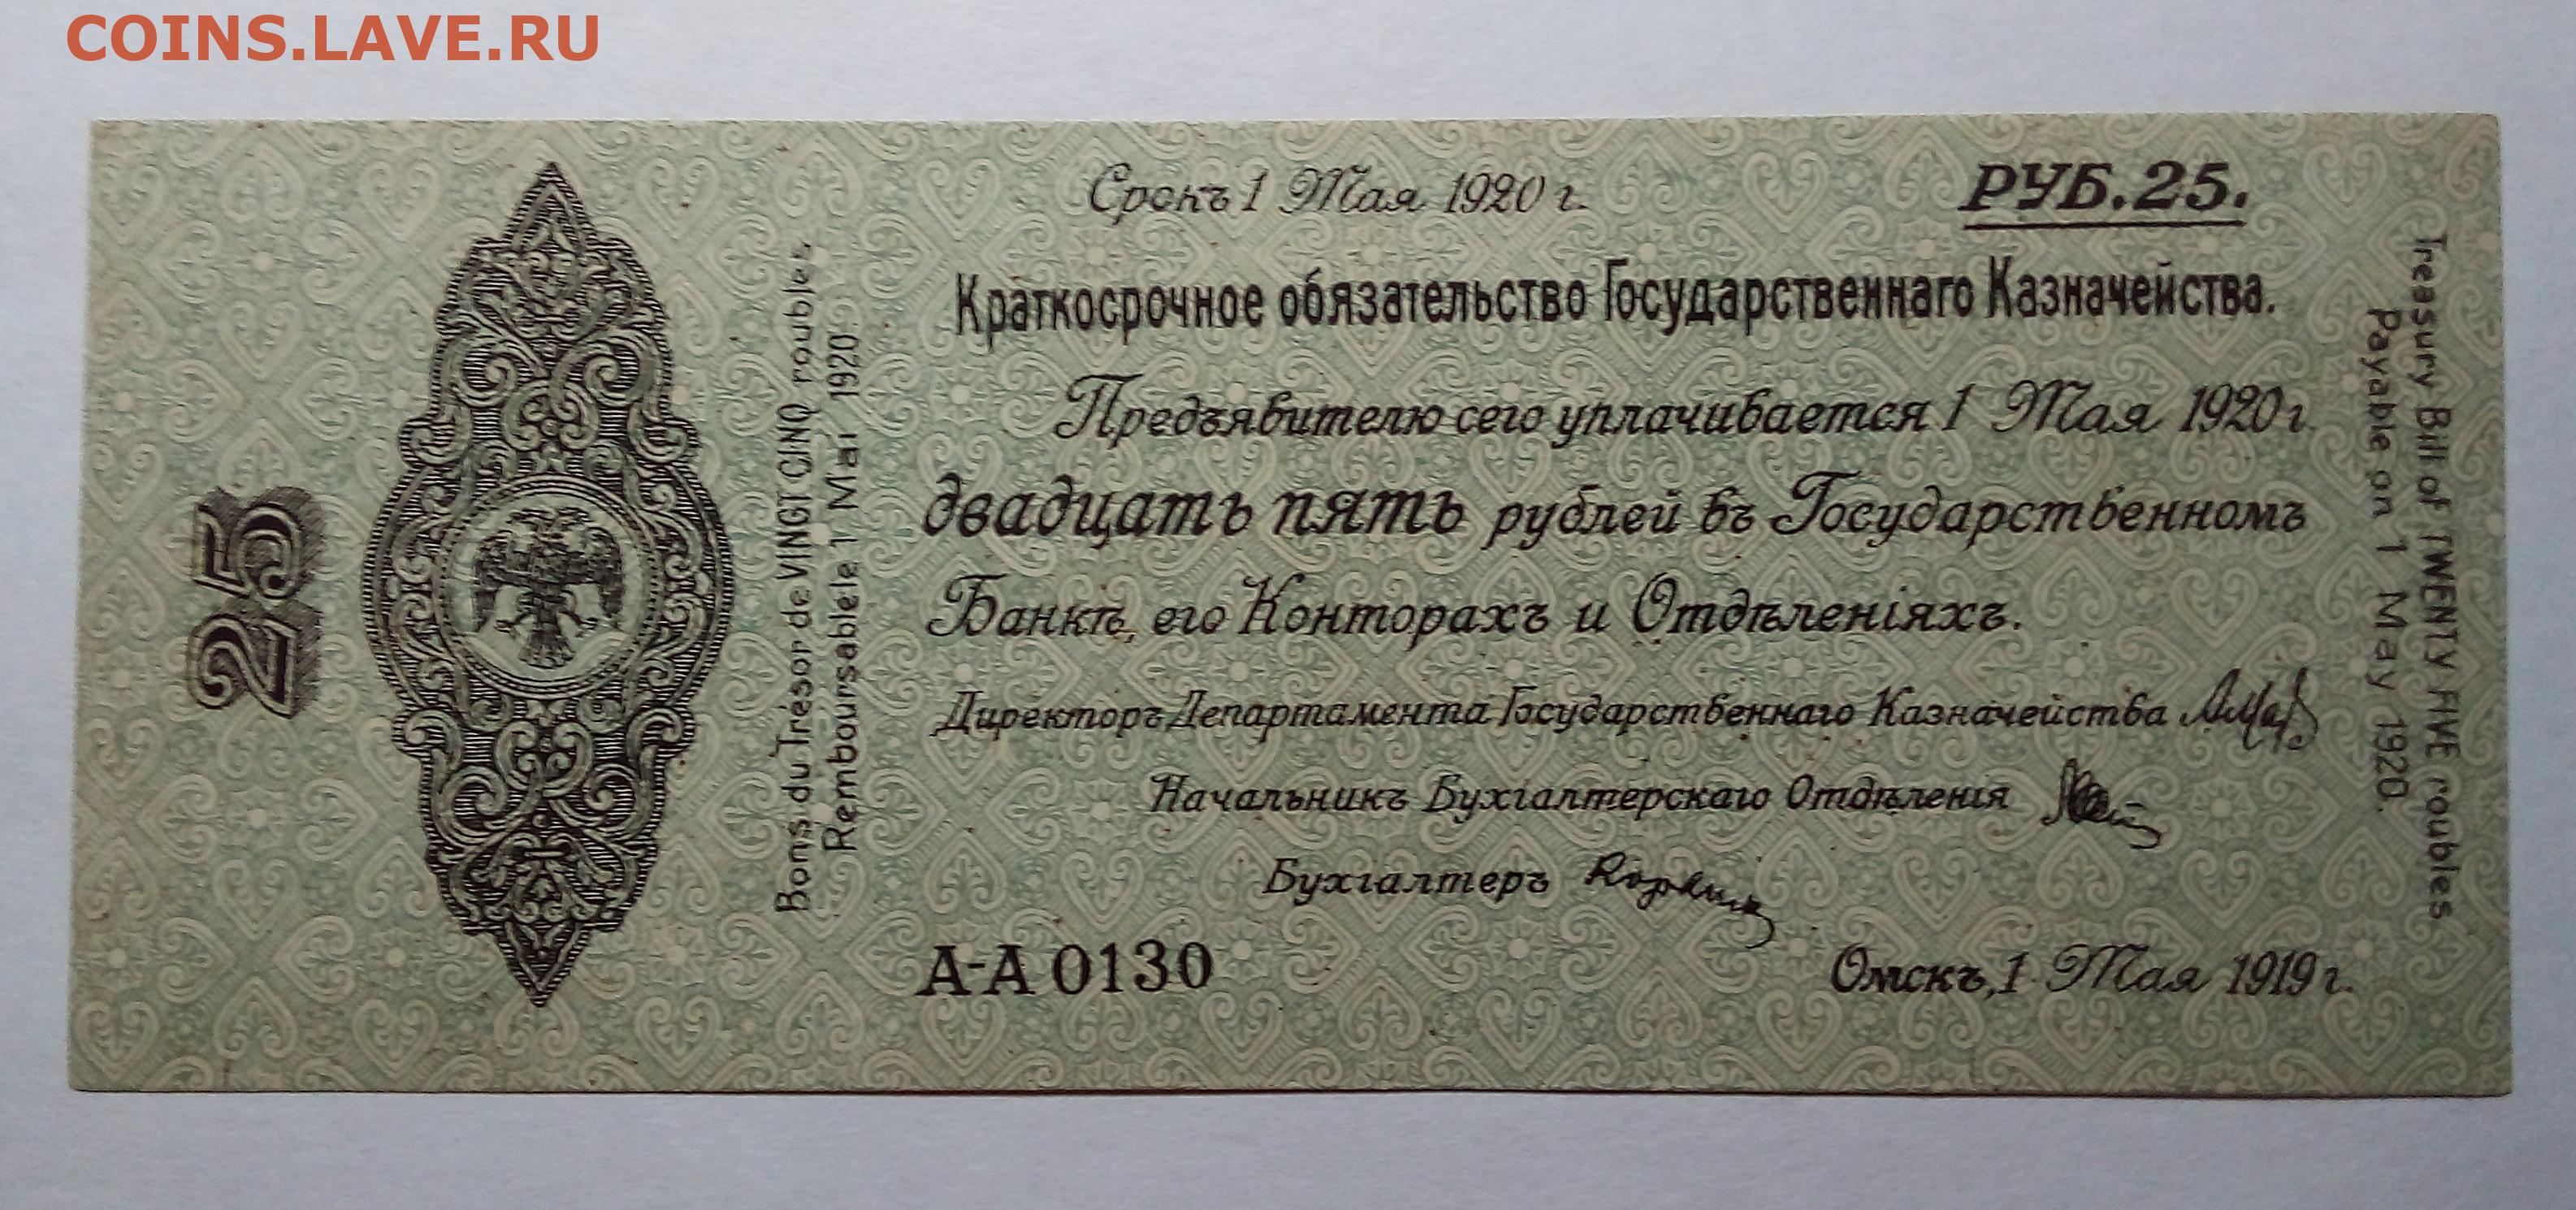 COINS.LAVE.RU
Срокъ 1 Мая 1920 г.
РУБ. 25.
Краткосрочное обязательство Государственнаго Казначейства.
Предъявителю сего уплачивается 1 Мая 1920 г.
двадцать пять рублей въ Государственномъ
Банкѣ, его Конторахъ и Отдѣленіяхъ.
Директоръ Департамента Государственнаго Казначейства
Начальникъ Бухгалтерскаго Отдѣленія
Бухгалтеръ
А-А 0130
Омскъ, 1 Мая 1919 г.
25
Bons du Trésor de VINGT CINQ roubles,
Remboursable le 1 Mai 1920.
Treasury Bill of TWENTY FIVE roubles
Payable on 1 May 1920.